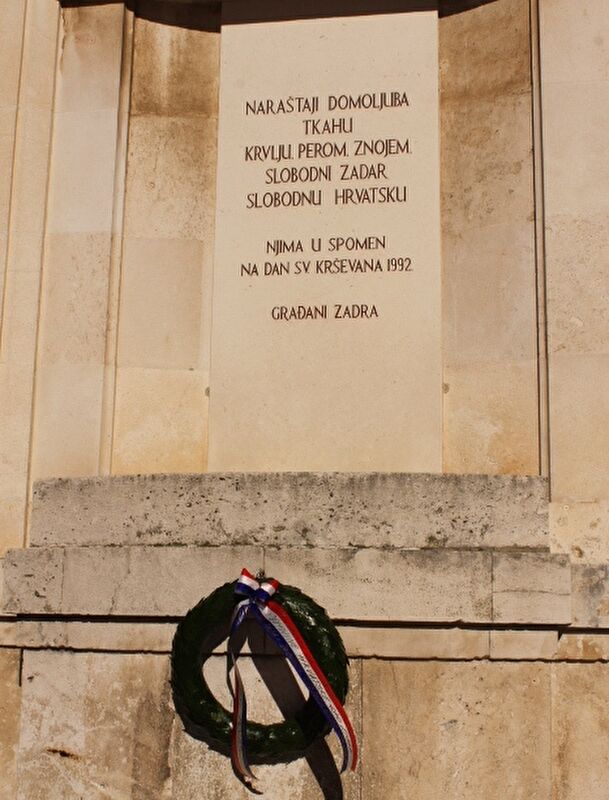 NARAŠTAJI DOMOLJUBA
TKAHU
KRVLJU, PEROM, ZNOJEM.
SLOBODNI ZADAR
SLOBODNU HRVATSKU
NJIMA U SPOMEN
NA DAN SV. KRŠEVANA 1992.
GRAĐANI ZADRA